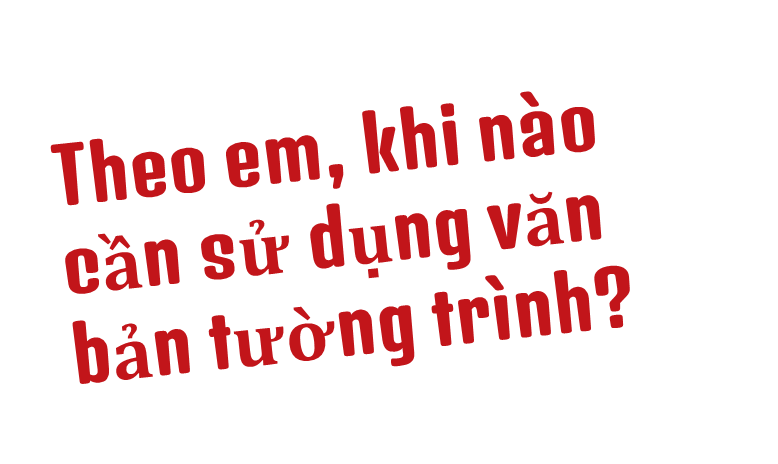 Theo em, khi nào
cần sử dụng văn
bản tường trình?